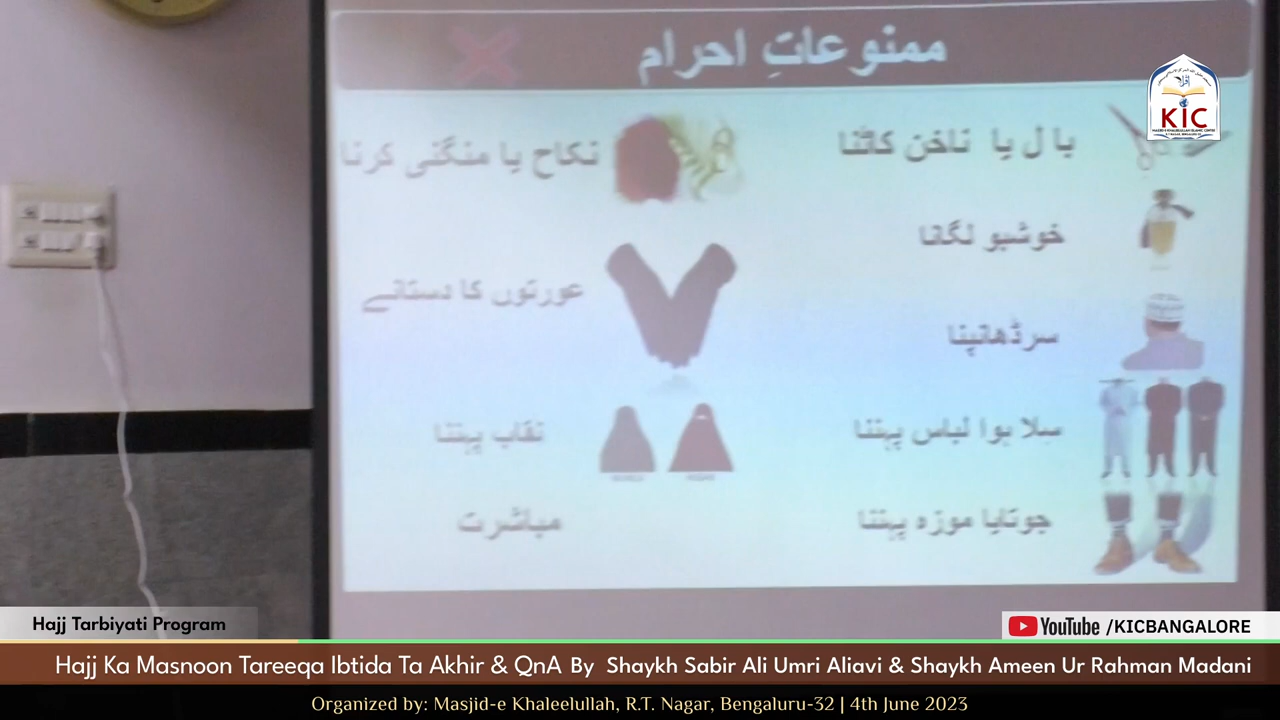 ممنوعاتِ احرام
بال یا ناخن کاٹنا
خوشبو لگانا
سر ڈھانپنا
سلا ہوا لباس پہننا
جوتا یا موزہ پہننا
نکاح یا منگنی کرنا
عورتوں کا دستانے
نقاب پہننا
مباشرت
KIC
Hajj Tarbiyati Program
YouTube /KICBANGALORE
Hajj Ka Masnoon Tareeqa Ibtida Ta Akhir & QnA By Shaykh Sabir Ali Umri Aliavi & Shaykh Ameen Ur Rahman Madani
Organized by: Masjid-e Khaleelullah, R.T. Nagar, Bengaluru-32 | 4th June 2023